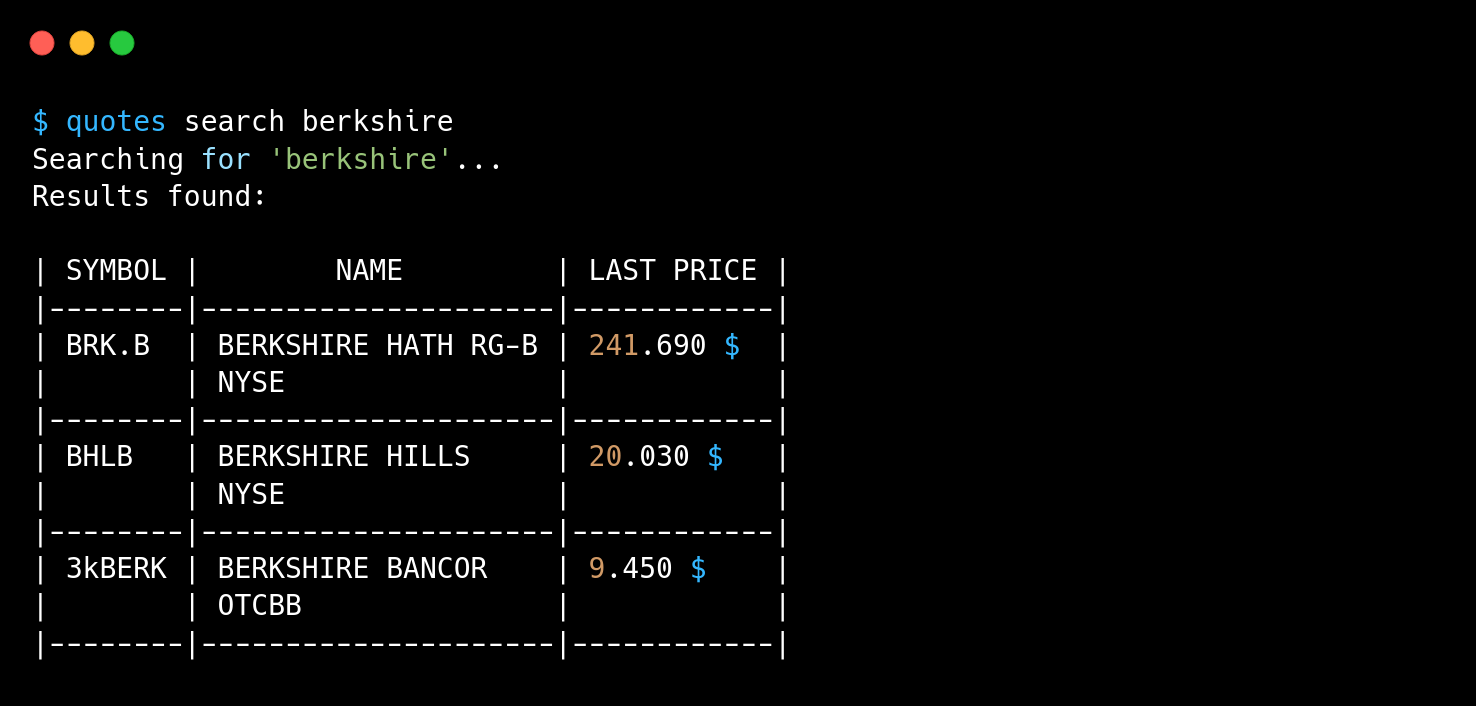 $ quotes search berkshire
Searching for 'berkshire'...
Results found:

| SYMBOL |        NAME         | LAST PRICE |
|--------|---------------------|------------|
| BRK.B  | BERKSHIRE HATH RG-B | 241.690 $  |
|        | NYSE                |            |
|--------|---------------------|------------|
| BHLB   | BERKSHIRE HILLS     | 20.030 $   |
|        | NYSE                |            |
|--------|---------------------|------------|
| 3kBERK | BERKSHIRE BANCOR    | 9.450 $    |
|        | OTCBB               |            |
|--------|---------------------|------------|